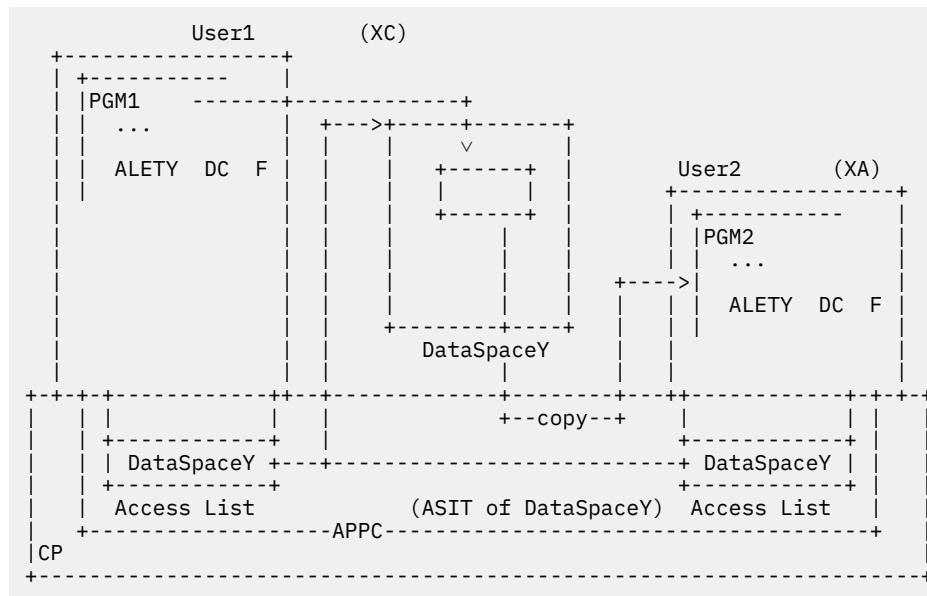 User1 (XC)
PGM1
...
ALETY DC F
User2 (XA)
PGM2
...
ALETY DC F
DataSpaceY
copy
DataSpaceY DataSpaceY
Access List (ASIT of DataSpaceY) Access List
APPC
CP